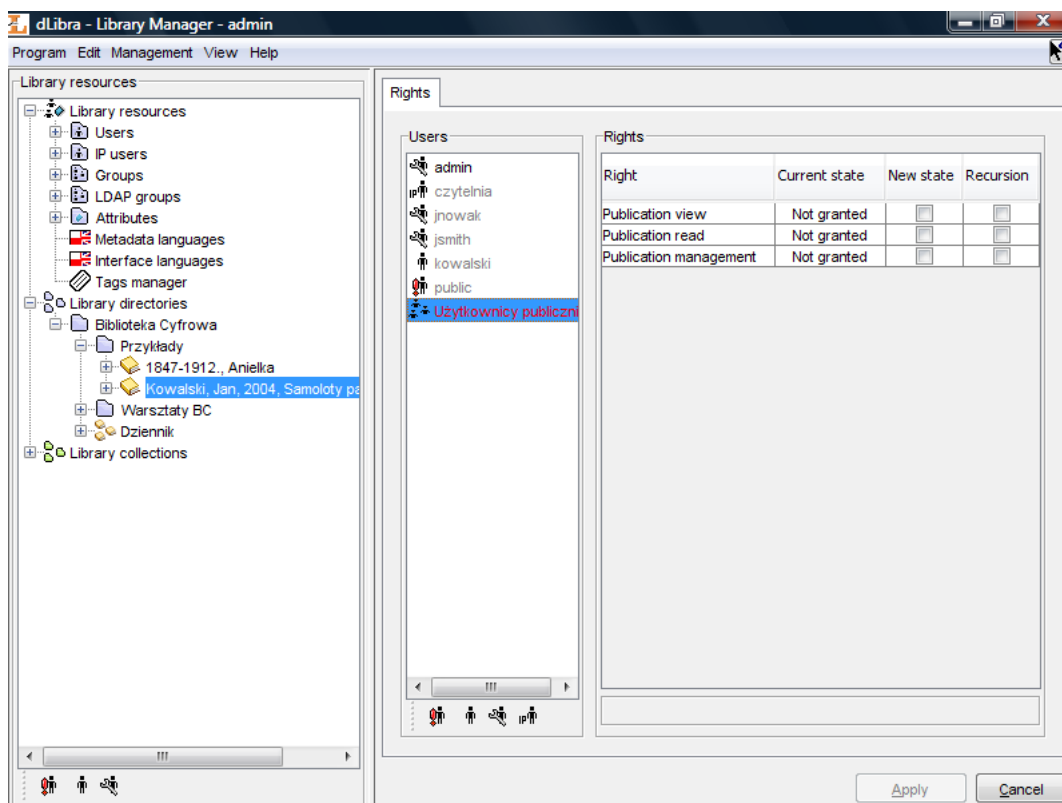 dLibra - Library Manager - admin
Program Edit Management View Help
Library resources
Library resources
Users
IP users
Groups
LDAP groups
Attributes
Metadata languages
Interface languages
Tags manager
Library directories
Biblioteka Cyfrowa
Przykłady
1847-1912., Anielka
Kowalski, Jan, 2004, Samoloty pa
Warsztaty BC
Dziennik
Library collections
Rights
Users
admin
IP czytelnia
jnowak
jsmith
kowalski
public
Użytkownicy publiczni
IP
Rights
Right Current state New state Recursion
Publication view Not granted
Publication read Not granted
Publication management Not granted
Apply Cancel